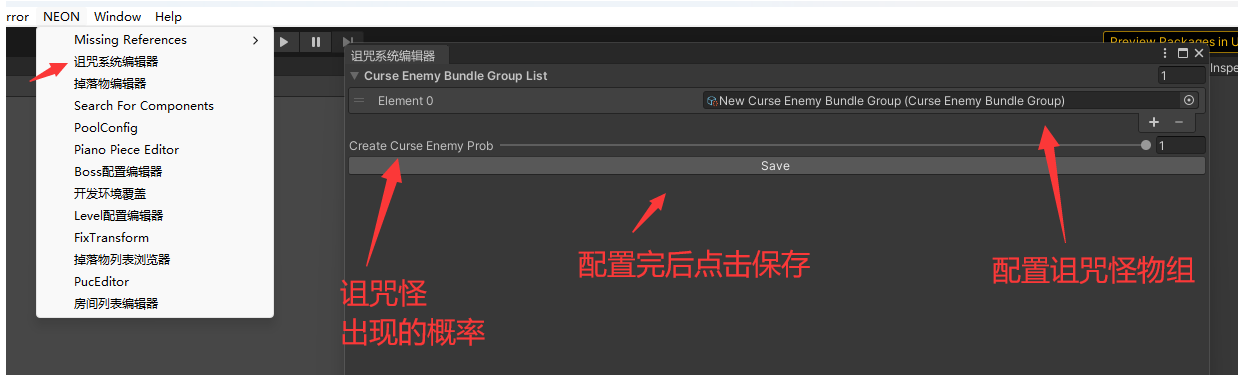 rror NEON Window Help
Missing References
诅咒系统编辑器
掉落物编辑器
Search For Components
PoolConfig
Piano Piece Editor
Boss配置编辑器
开发环境覆盖
Level配置编辑器
FixTransform
掉落物列表浏览器
PucEditor
房间列表编辑器
Preview Packages in U
Inspe
诅咒系统编辑器
Curse Enemy Bundle Group List 1
Element 0 New Curse Enemy Bundle Group (Curse Enemy Bundle Group)
Create Curse Enemy Prob 1
Save
诅咒怪
出现的概率
配置完后点击保存
配置诅咒怪物组